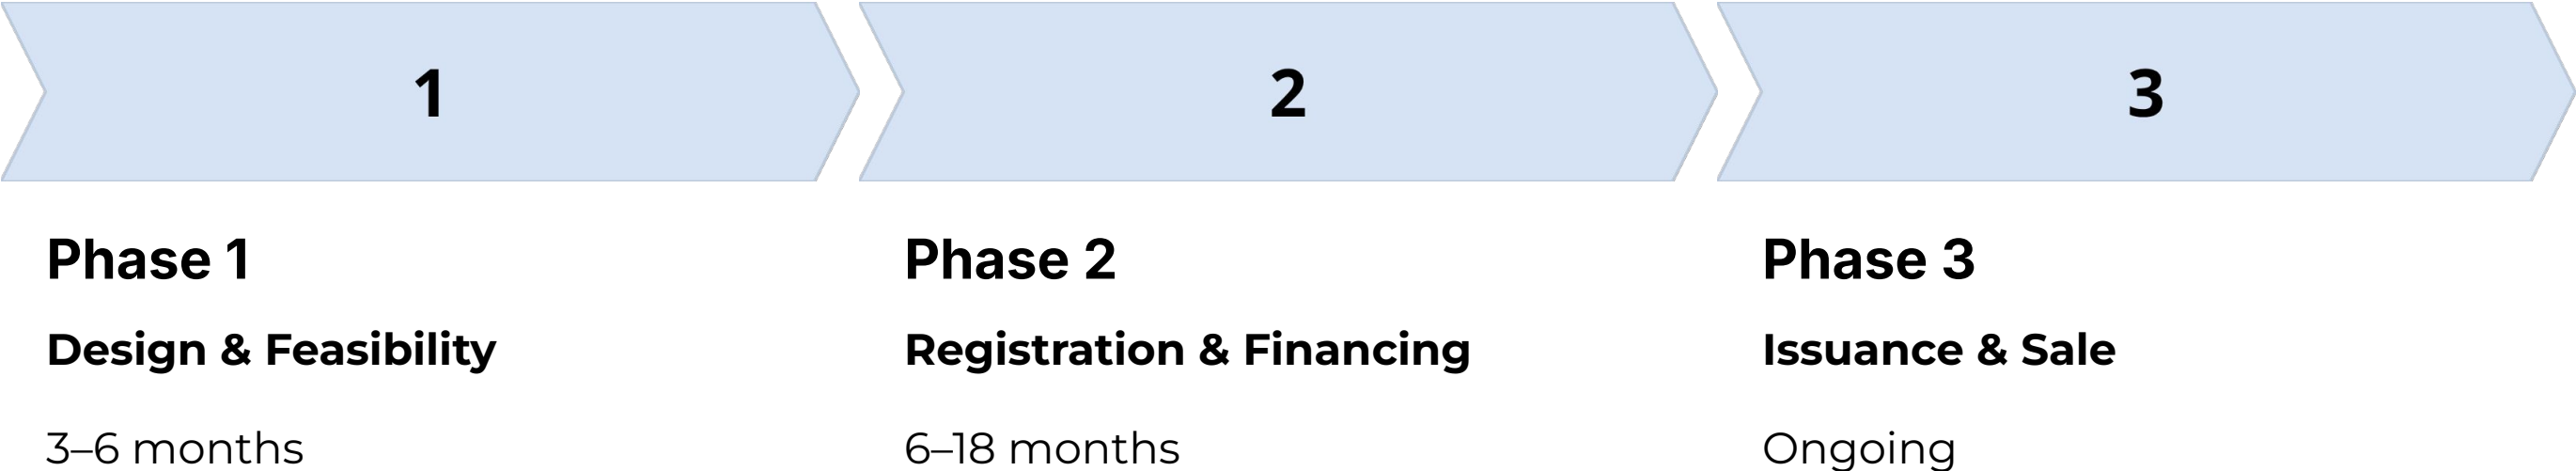 1
2
3
Phase 1
Design & Feasibility
3–6 months
Phase 2
Registration & Financing
6–18 months
Phase 3
Issuance & Sale
Ongoing